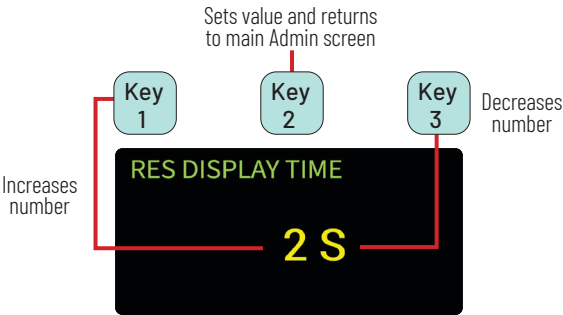 Sets value and returns
to main Admin screen
Key
1
Key
2
Key
3
Decreases
number
RES DISPLAY TIME
Increases
number
2 S